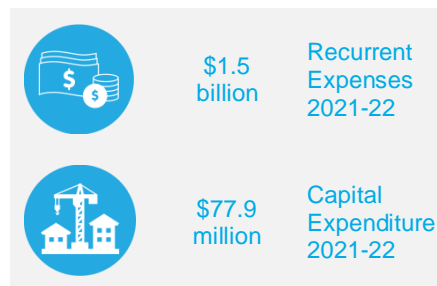 $1.5
billion
Recurrent
Expenses
2021-22
$
$
$77.9
million
Capital
Expenditure
2021-22